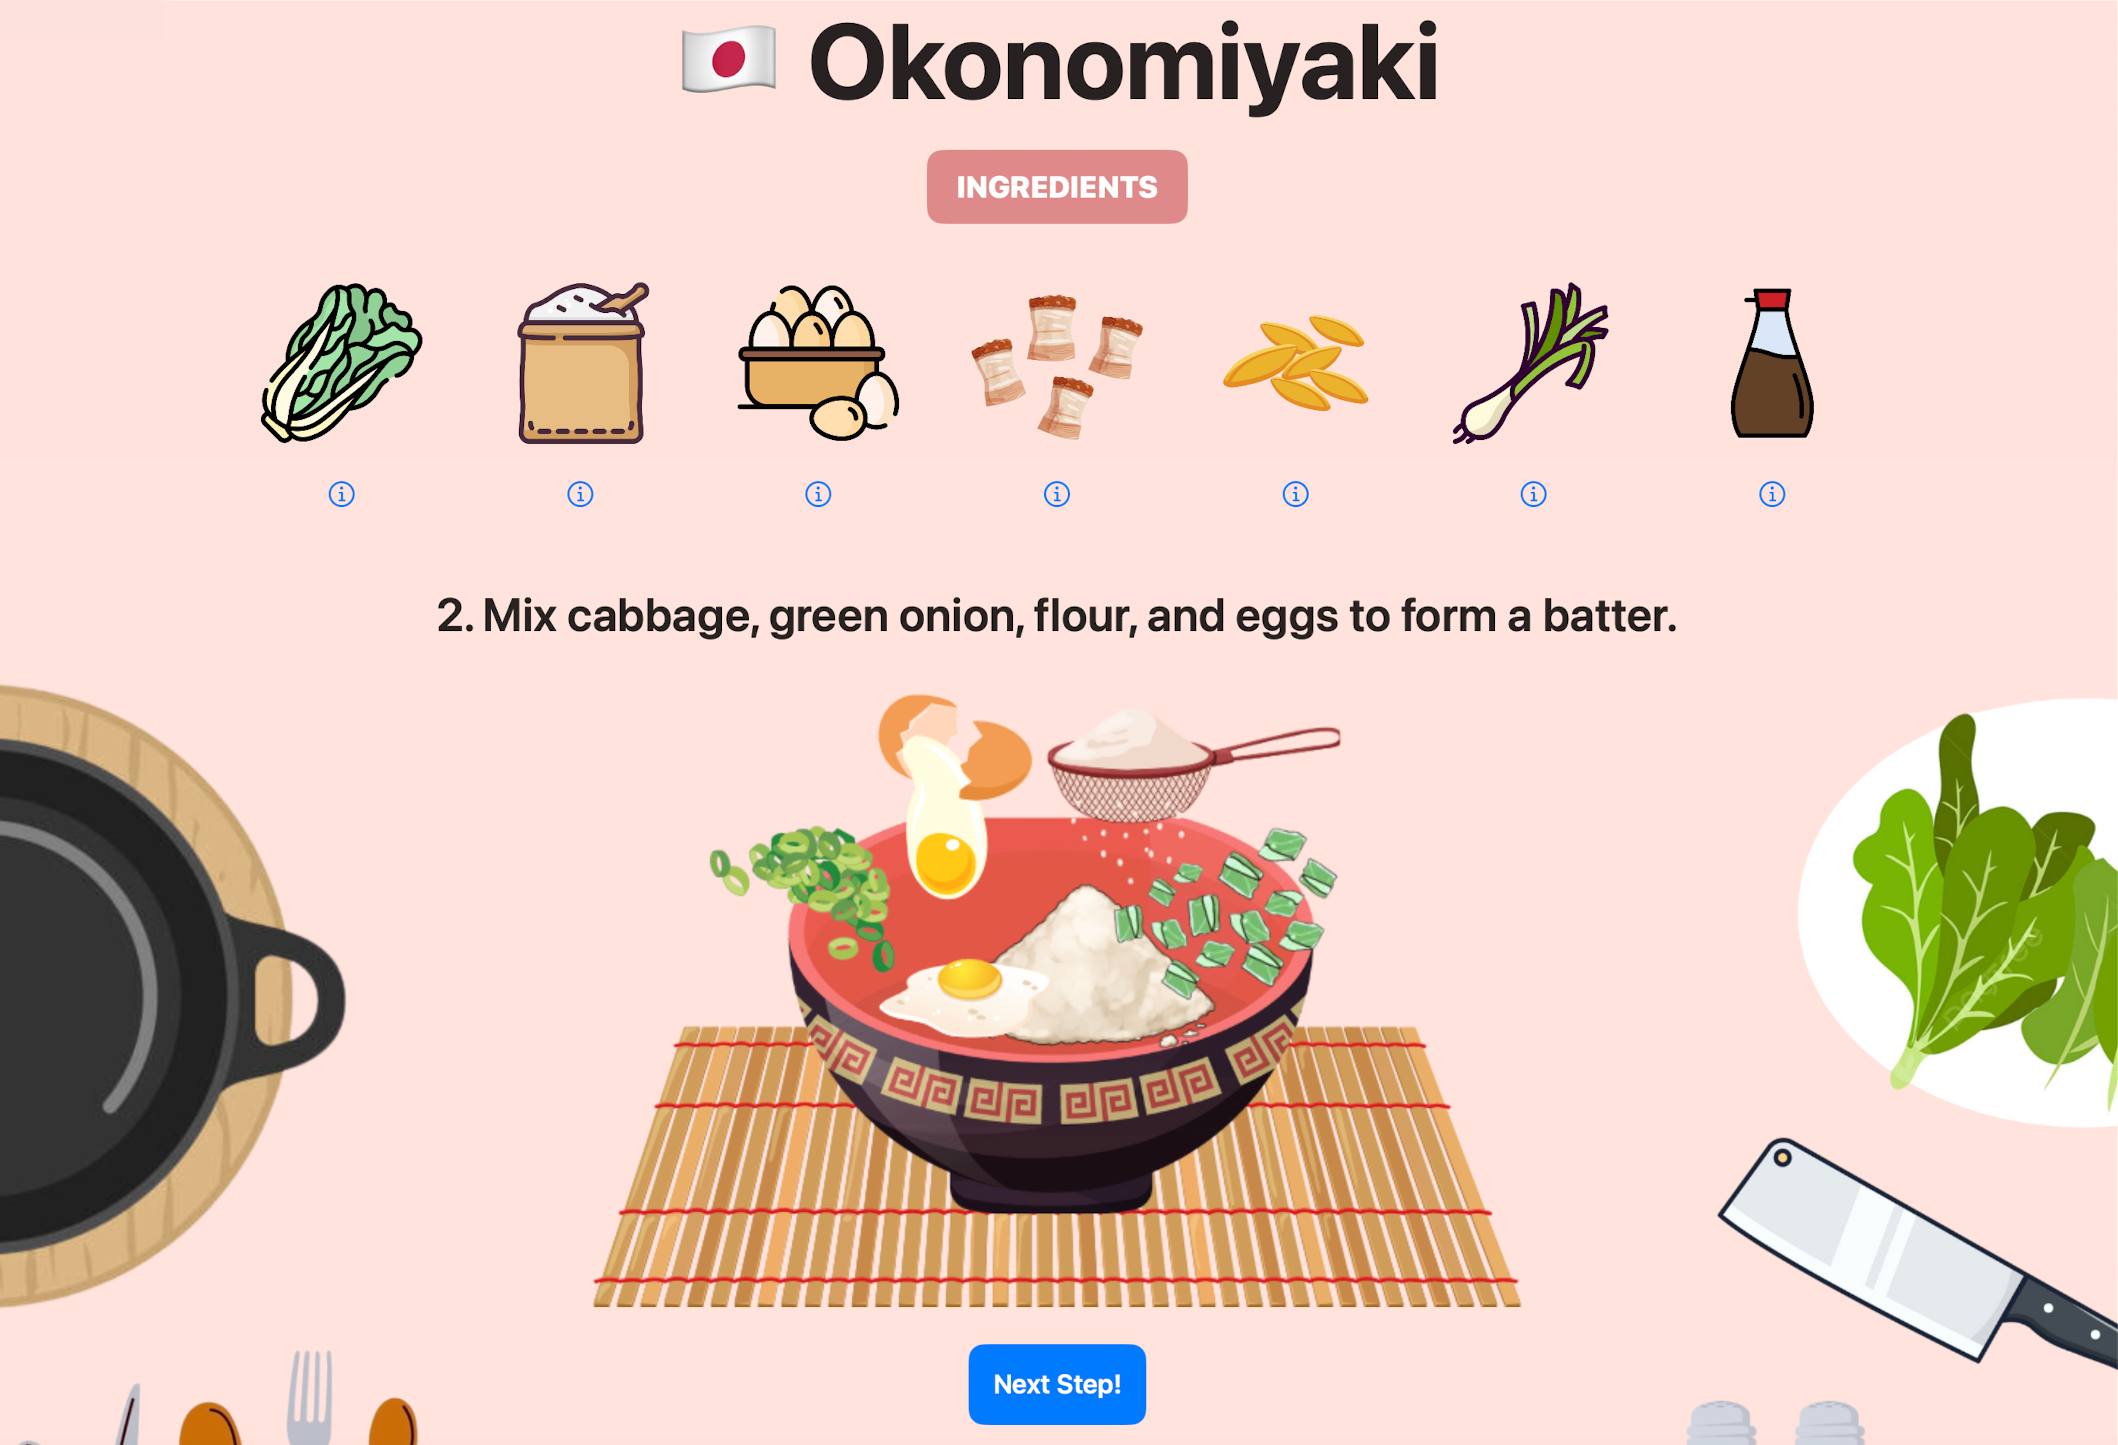 Okonomiyaki
INGREDIENTS
2. Mix cabbage, green onion, flour, and eggs to form a batter.
Next Step!